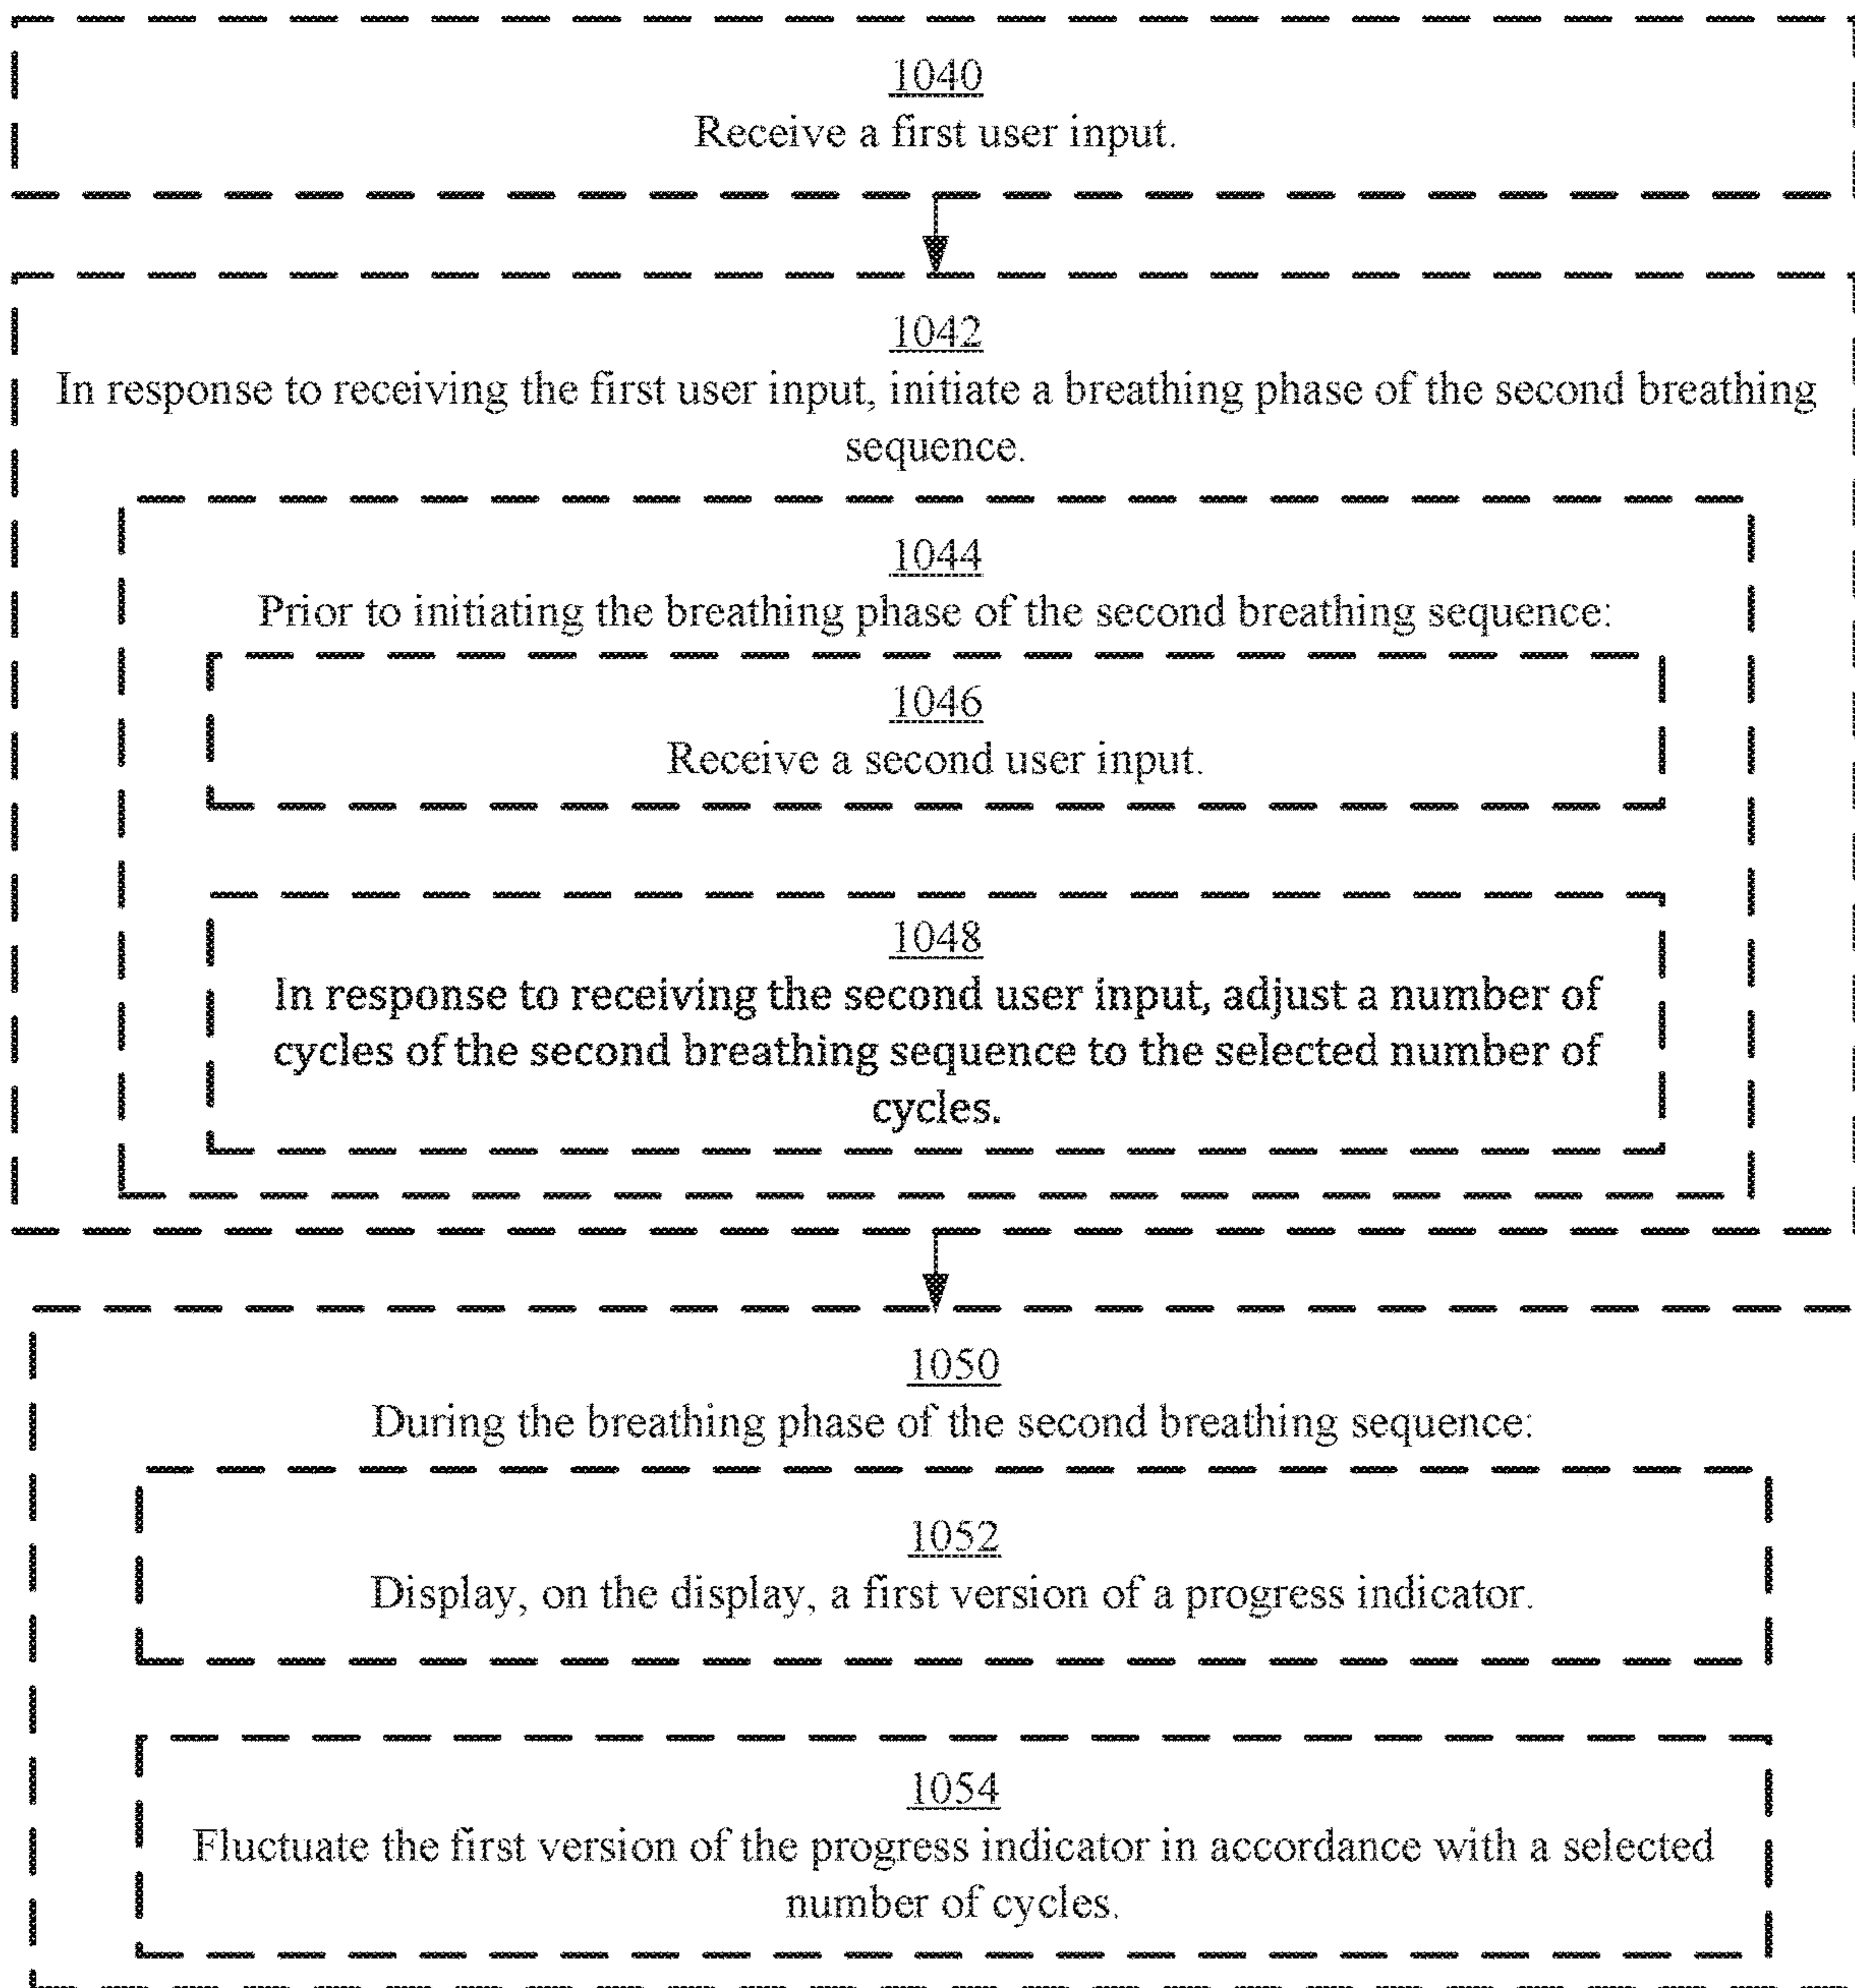 1040
Receive a first user input.
1042
In response to receiving the first user input, initiate a breathing phase of the second breathing
sequence.
1044
Prior to initiating the breathing phase of the second breathing sequence:
1046
Receive a second user input.
1048
In response to receiving the second user input, adjust a number of
cycles of the second breathing sequence to the selected number of
cycles.
1050
During the breathing phase of the second breathing sequence:
1052
Display, on the display, a first version of a progress indicator.
1054
Fluctuate the first version of the progress indicator in accordance with a selected
number of cycles.